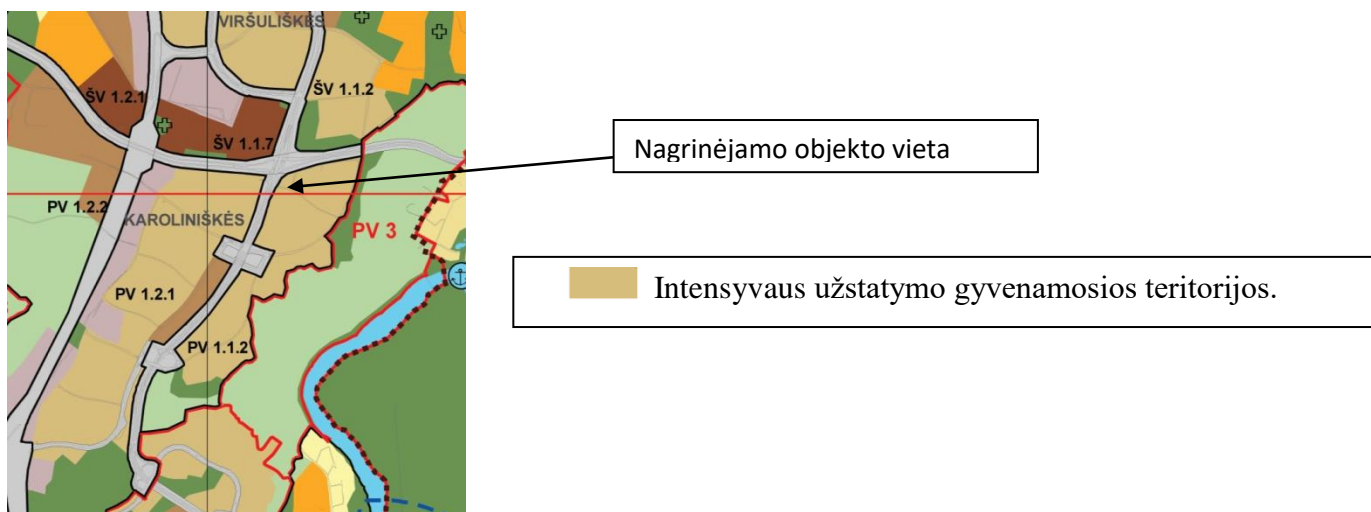 VIRŠULIŠKĖS
ŠV 1.2.1
ŠV 1.1.2
ŠV 1.1.7
Nagrinėjamo objekto vieta
PV 1.2.2
KAROLINIŠKĖS
PV 3
PV 1.2.1
Intensyvaus užstatymo gyvenamosios teritorijos.
PV 1.1.2